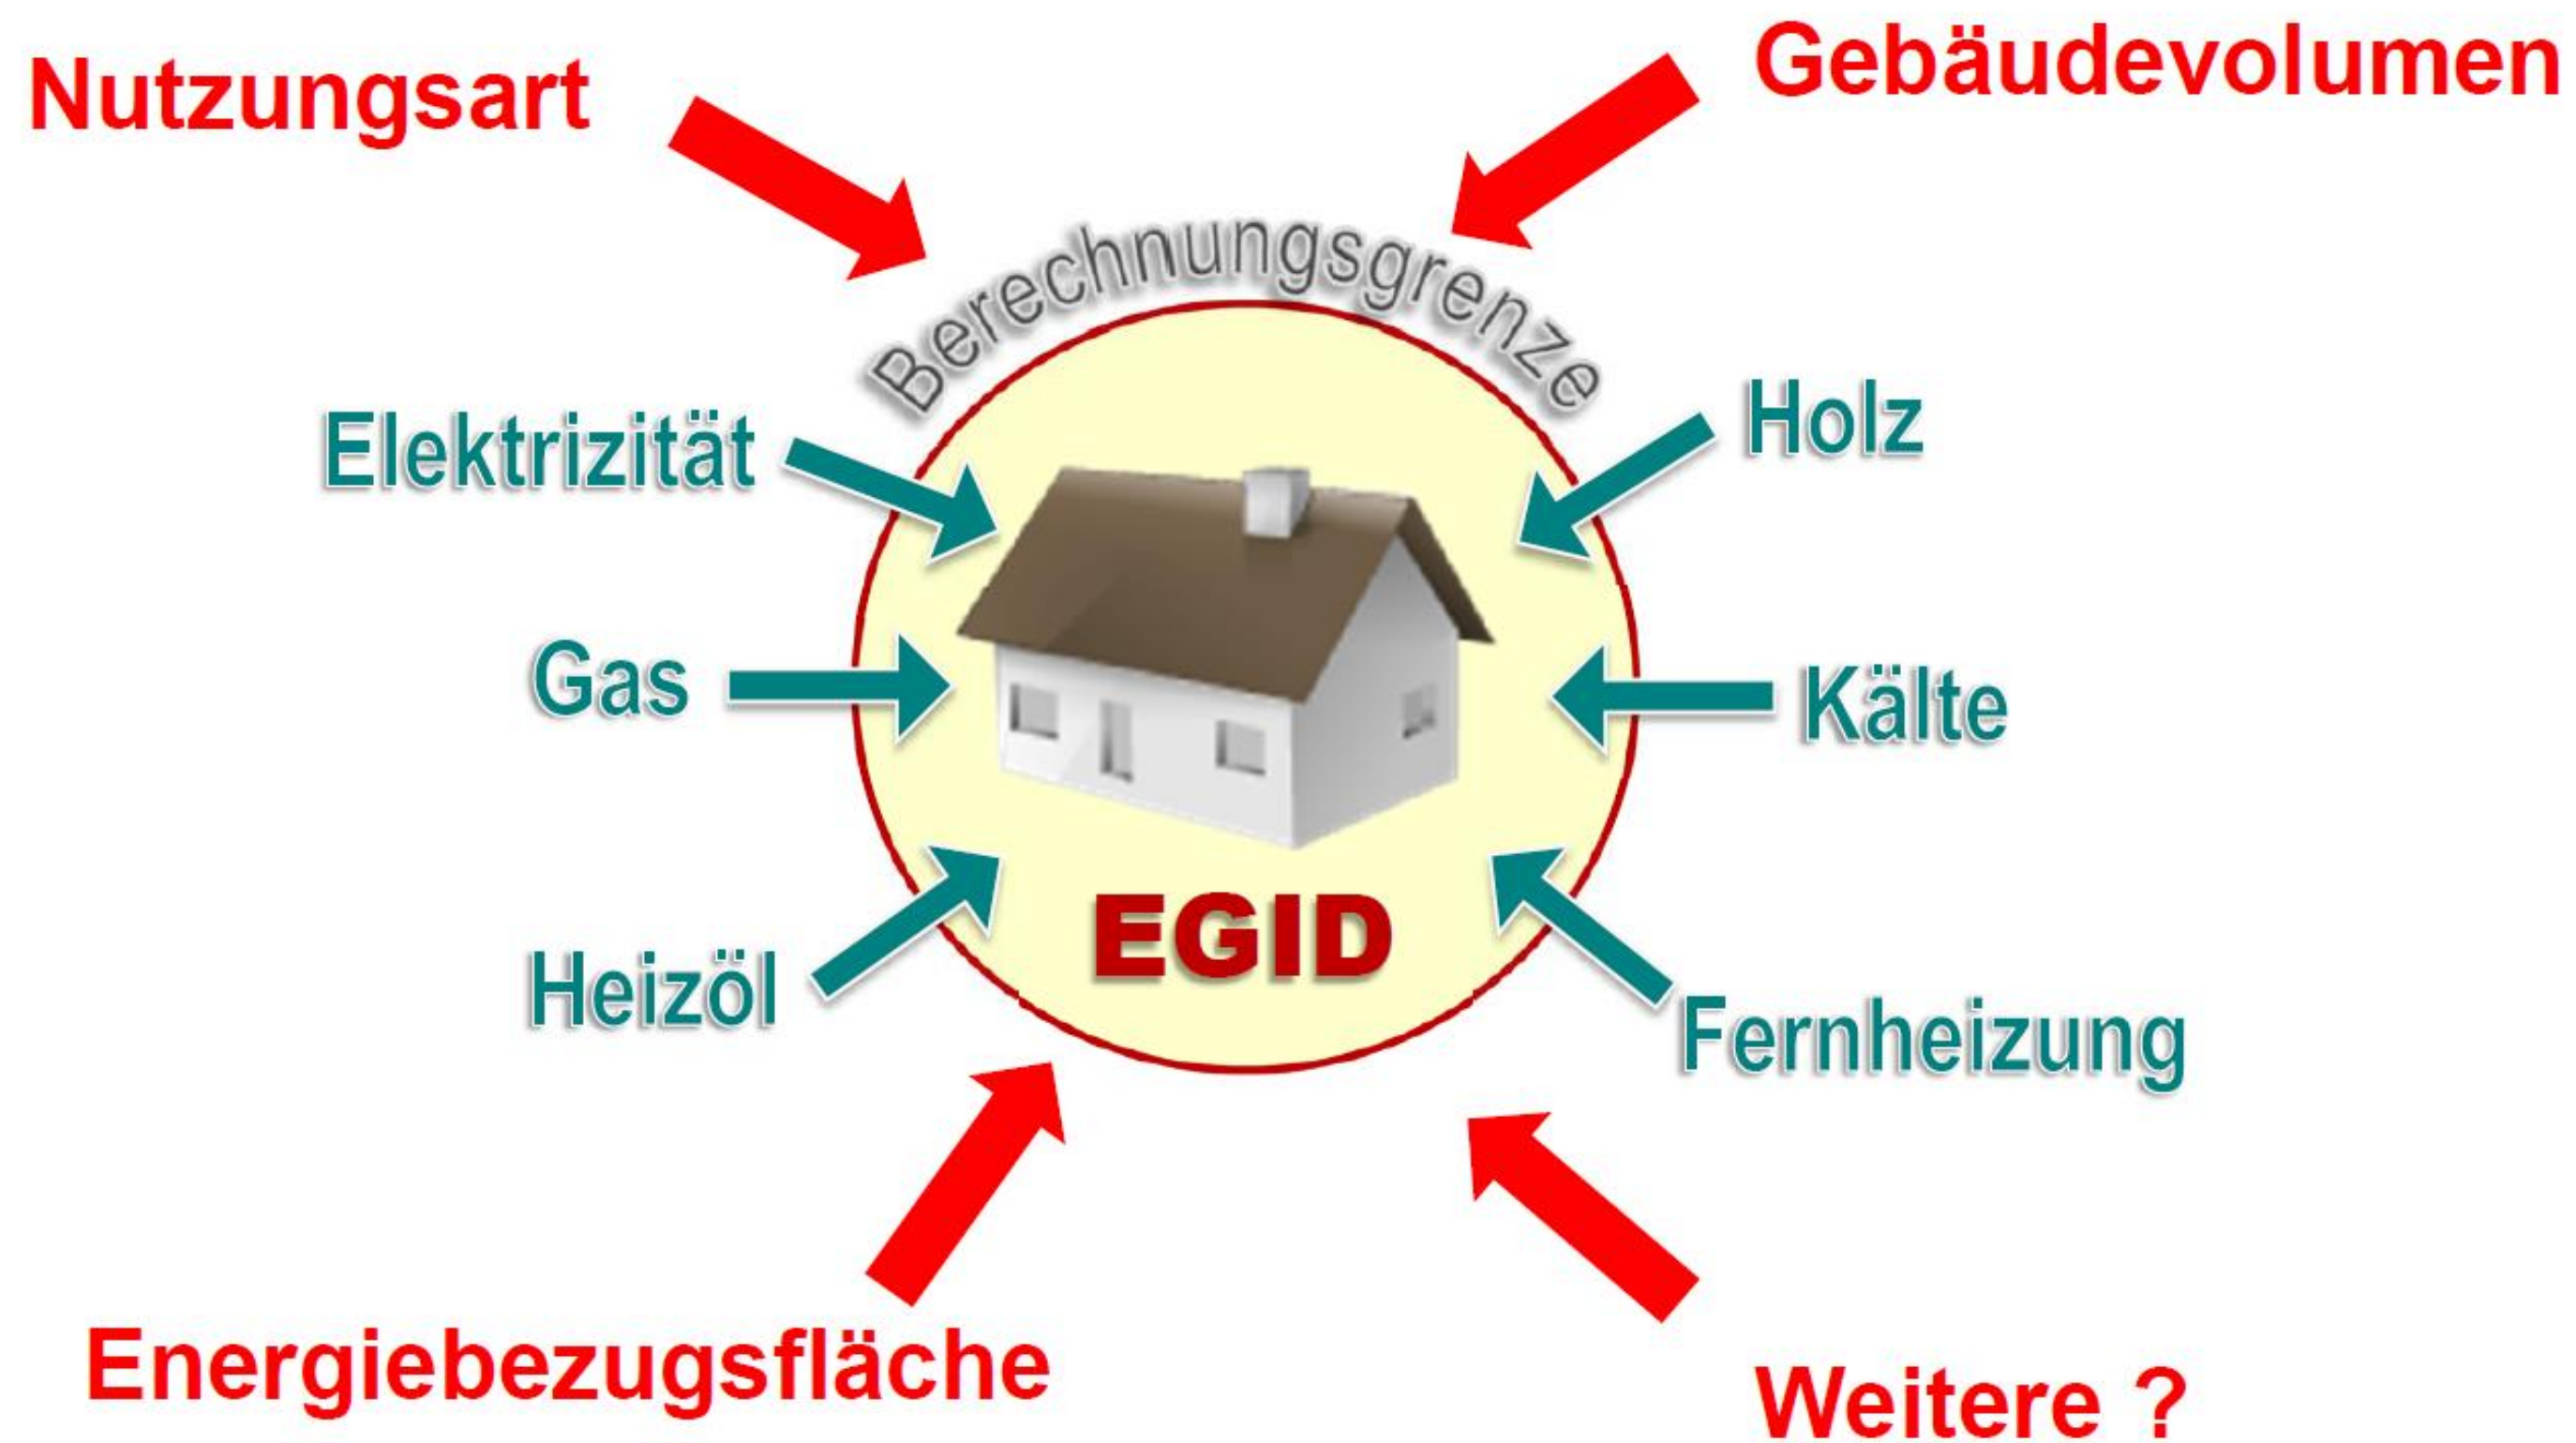 Nutzungsart
Gebäudevolumen
Berechnungsgrenze
Elektrizität
Holz
Gas
Kälte
Heizöl
EGID
Fernheizung
Energiebezugsfläche
Weitere ?